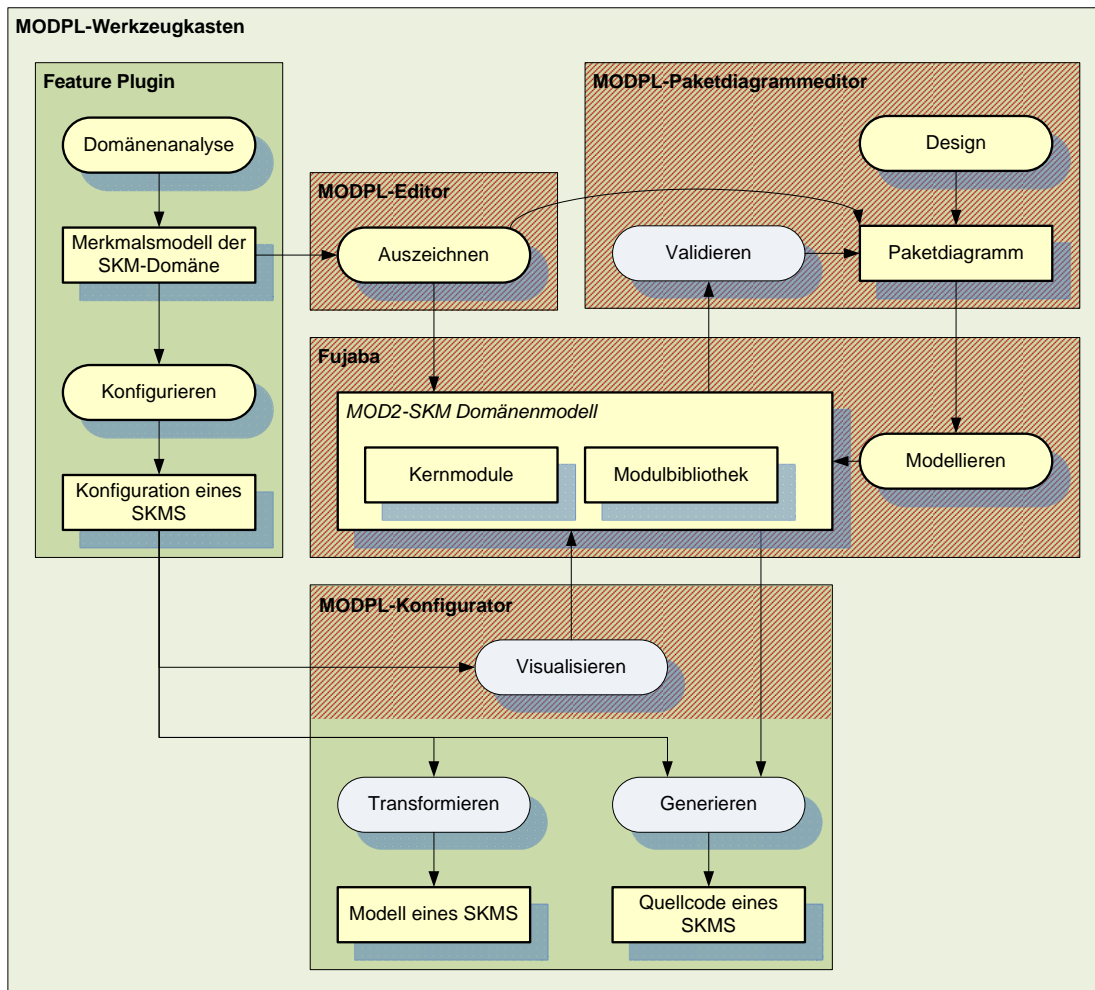 MODPL-Werkzeugkasten
Feature Plugin
Domänenanalyse
Merkmalsmodell der
SKM-Domäne
Konfigurieren
Konfiguration eines
SKMS
MODPL-Editor
Auszeichnen
MODPL-Paketdiagrammeditor
Design
Validieren
Paketdiagramm
Fujaba
MOD2-SKM Domänenmodell
Kernmodule
Modulbibliothek
Modellieren
MODPL-Konfigurator
Visualisieren
Transformieren
Generieren
Modell eines SKMS
Quellcode eines
SKMS